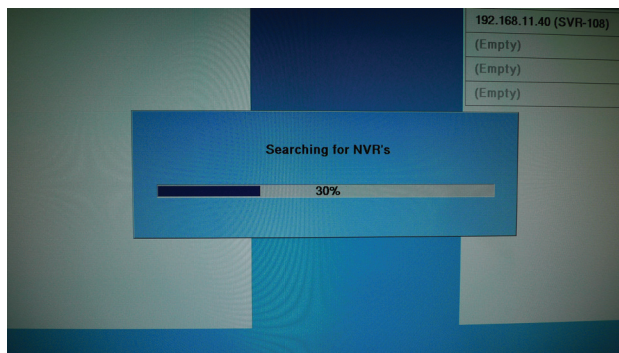 192.168.11.40 (SVR-108)
(Empty)
(Empty)
(Empty)
Searching for NVR's
30%